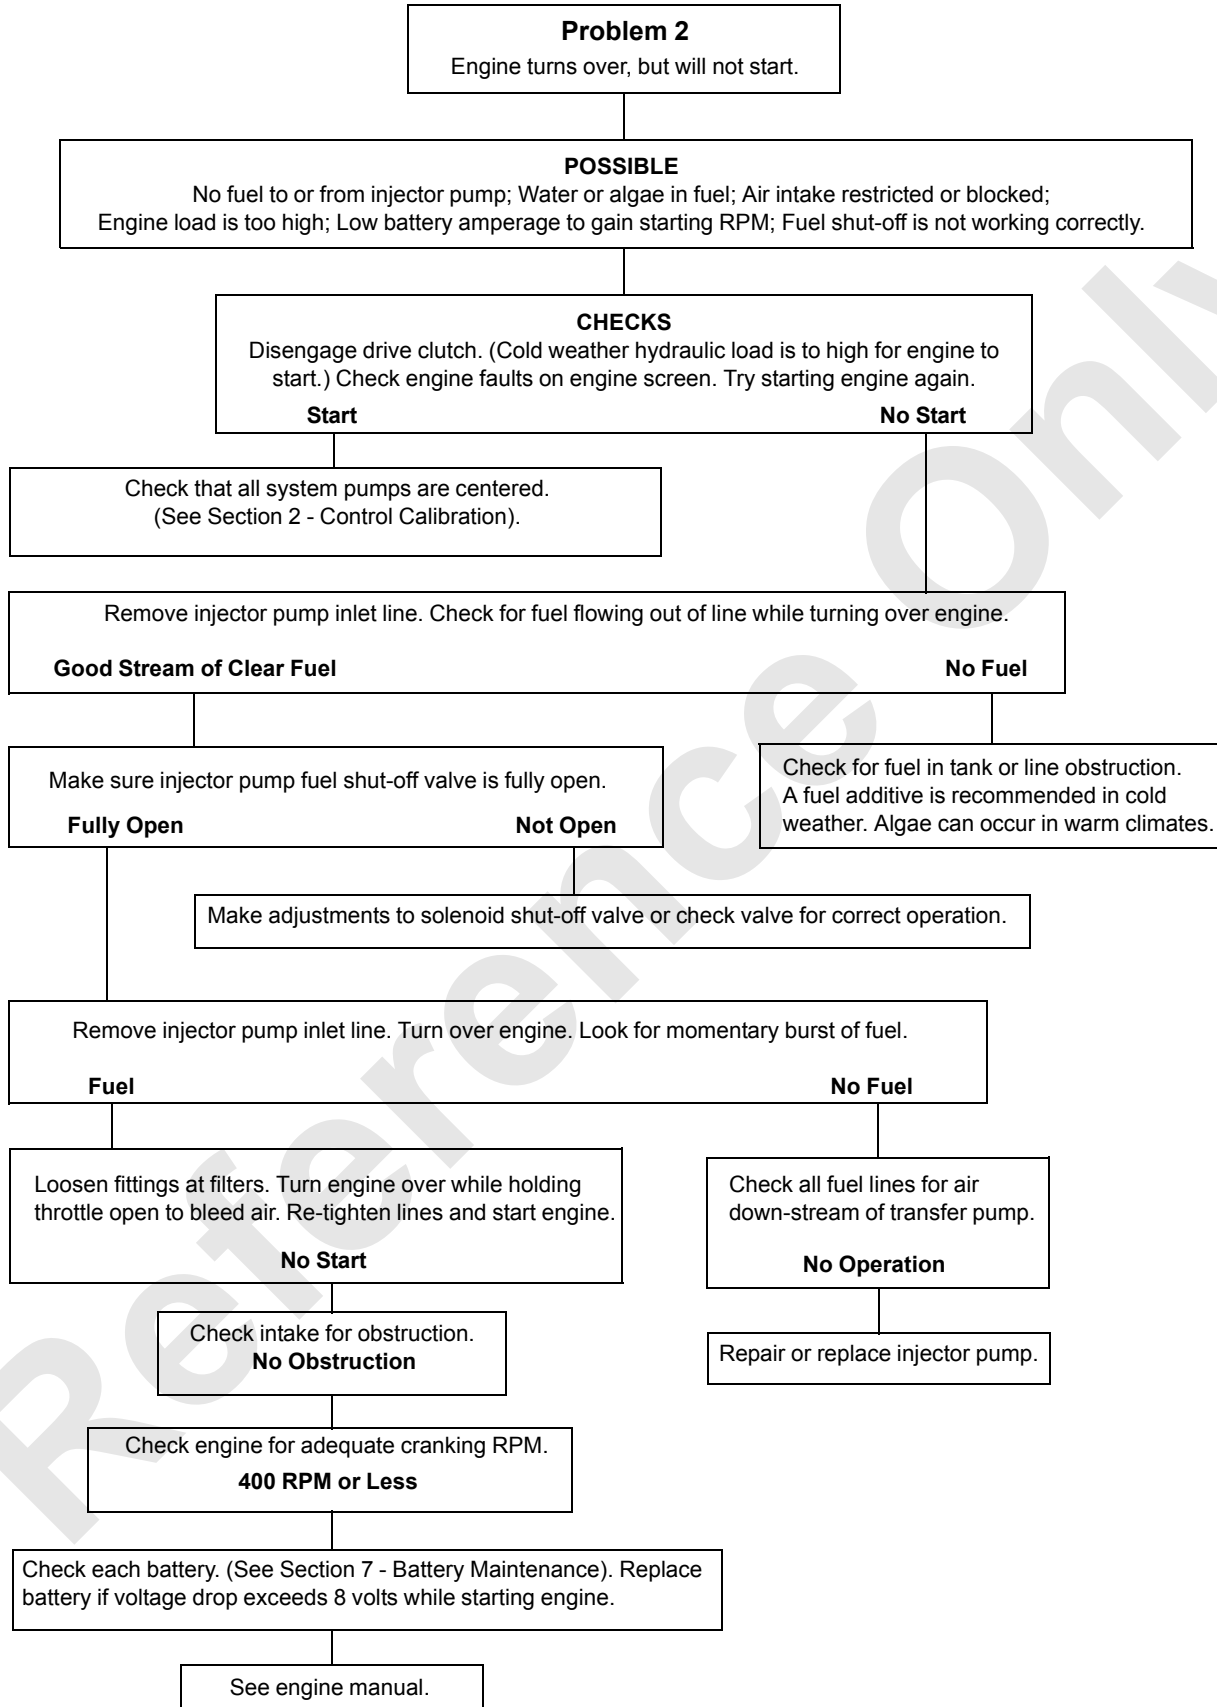 Problem 2
Engine turns over, but will not start.
POSSIBLE
No fuel to or from injector pump; Water or algae in fuel; Air intake restricted or blocked;
Engine load is too high; Low battery amperage to gain starting RPM; Fuel shut-off is not working correctly.
CHECKS
Disengage drive clutch. (Cold weather hydraulic load is to high for engine to
start.) Check engine faults on engine screen. Try starting engine again.
Start No Start
Check that all system pumps are centered.
(See Section 2 - Control Calibration).
Remove injector pump inlet line. Check for fuel flowing out of line while turning over engine.
Good Stream of Clear Fuel No Fuel
Make sure injector pump fuel shut-off valve is fully open.
Fully Open Not Open
Check for fuel in tank or line obstruction.
A fuel additive is recommended in cold
weather. Algae can occur in warm climates.
Make adjustments to solenoid shut-off valve or check valve for correct operation.
Remove injector pump inlet line. Turn over engine. Look for momentary burst of fuel.
Fuel No Fuel
Loosen fittings at filters. Turn engine over while holding
throttle open to bleed air. Re-tighten lines and start engine.
No Start
Check all fuel lines for air
down-stream of transfer pump.
No Operation
Check intake for obstruction.
No Obstruction
Repair or replace injector pump.
Check engine for adequate cranking RPM.
400 RPM or Less
Check each battery. (See Section 7 - Battery Maintenance). Replace
battery if voltage drop exceeds 8 volts while starting engine.
See engine manual.
Reference Only